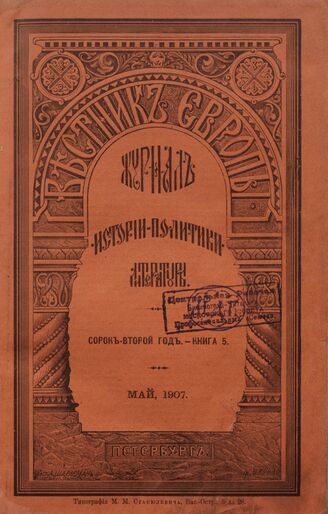 ВѢСТНИКЪ ЕВРОПЫ
ЖУРНАЛЪ
ИСТОРІИ-ПОЛИТИКИ
ЛИТЕРАТУРЫ.
СОРОКЪ-ВТОРОЙ ГОДЪ. — КНИГА 5.
МАЙ, 1907.
ПЕТЕРБУРГЪ.
Типографія М. М. Стасюлевича, Вас.-Остр., 5 л., 28.